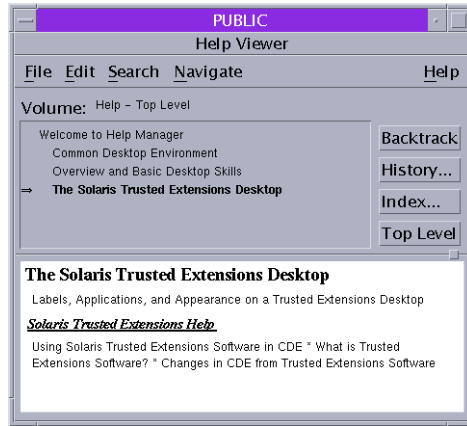 PUBLIC
Help Viewer
File Edit Search Navigate Help
Volume: Help - Top Level
Welcome to Help Manager
Common Desktop Environment
Overview and Basic Desktop Skills
⇒ The Solaris Trusted Extensions Desktop
Backtrack
History...
Index...
Top Level
The Solaris Trusted Extensions Desktop
Labels, Applications, and Appearance on a Trusted Extensions Desktop
Solaris Trusted Extensions Help
Using Solaris Trusted Extensions Software in CDE * What is Trusted
Extensions Software? * Changes in CDE from Trusted Extensions Software